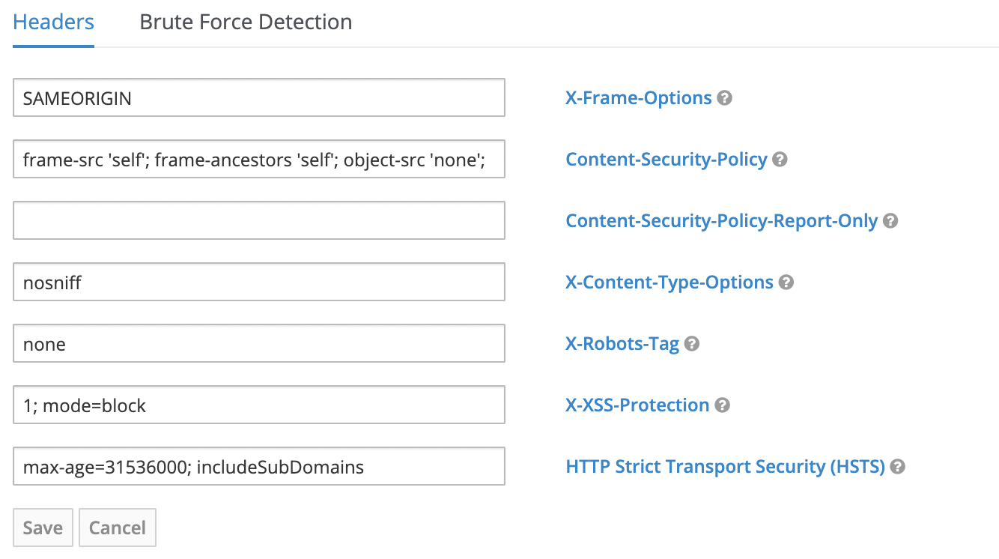 Headers Brute Force Detection
SAMEORIGIN X-Frame-Options
frame-src 'self'; frame-ancestors 'self'; object-src 'none'; Content-Security-Policy
Content-Security-Policy-Report-Only
nosniff X-Content-Type-Options
none X-Robots-Tag
1; mode=block X-XSS-Protection
max-age=31536000; includeSubDomains HTTP Strict Transport Security (HSTS)
Save Cancel